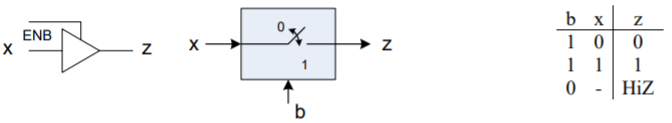 ENB
x z
x 0 1 z
b
b x z
1 0 0
1 1 1
0 - HiZ